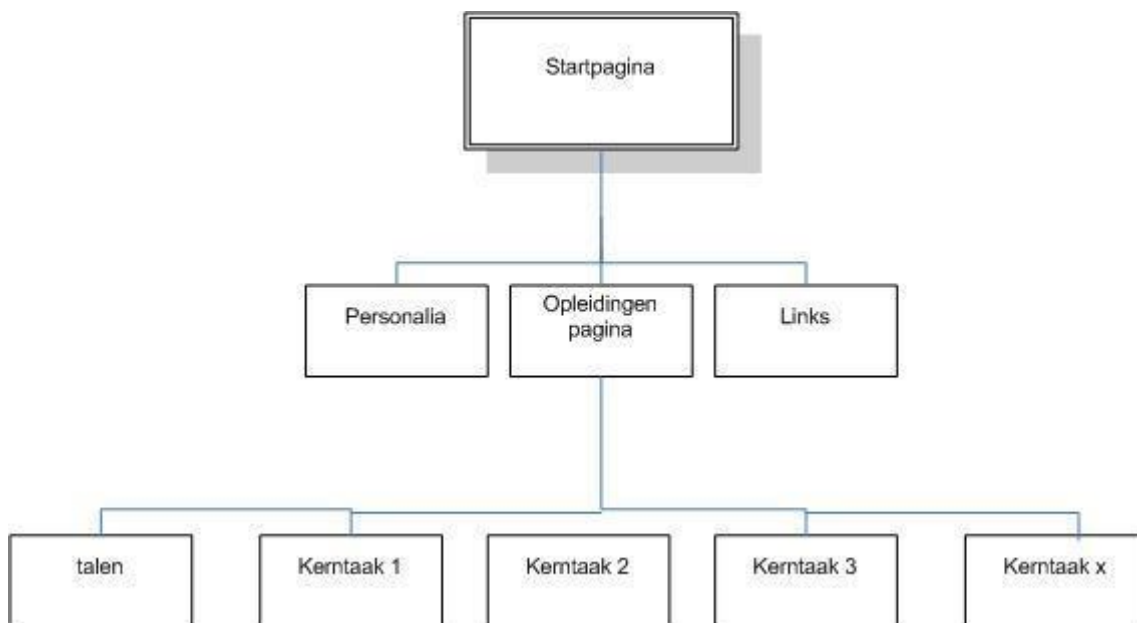 Startpagina
Personalia
Opleidingen
pagina
Links
talen
Kerntaak 1
Kerntaak 2
Kerntaak 3
Kerntaak x